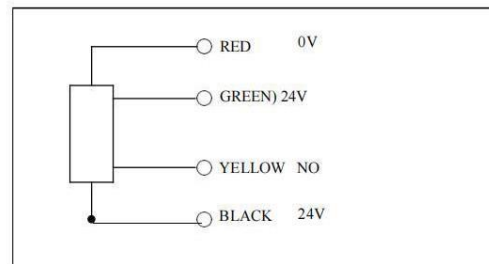 RED 0V
GREEN) 24V
YELLOW NO
BLACK 24V